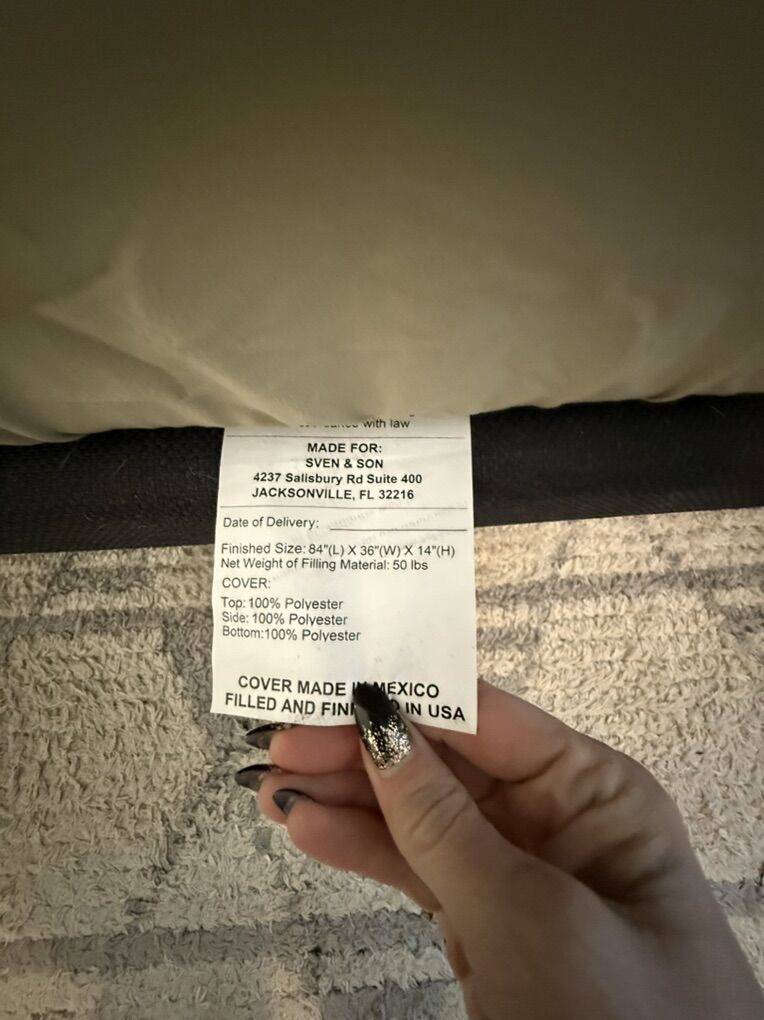 with law
MADE FOR:
SVEN & SON
4237 Salisbury Rd Suite 400
JACKSONVILLE, FL 32216
Date of Delivery:
Finished Size: 84"(L) X 36"(W) X 14"(H)
Net Weight of Filling Material: 50 lbs
COVER:
Top: 100% Polyester
Side: 100% Polyester
Bottom:100% Polyester
COVER MADE MEXICO
FILLED AND IN USA